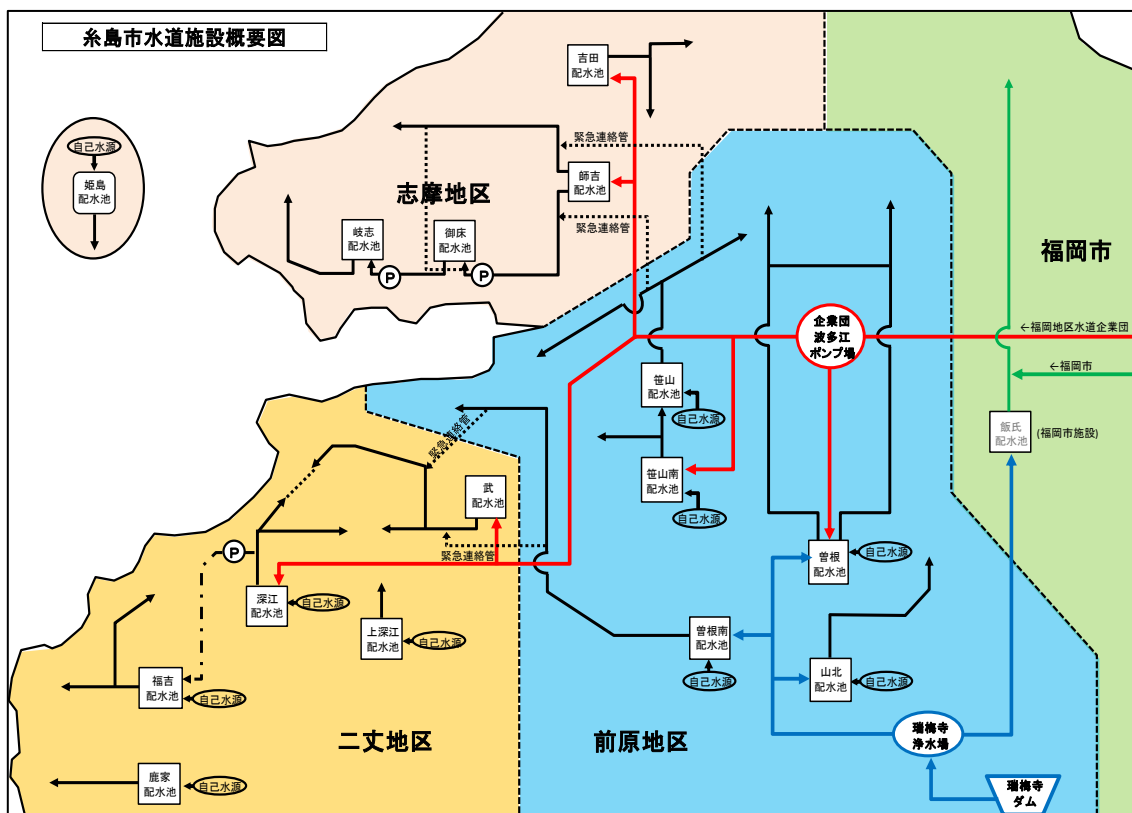 糸島市水道施設概要図
吉田
配水池
自己水源
姫島
配水池
緊急連絡管
師吉
配水池
志摩地区
緊急連絡管
岐志
配水池
御床
配水池
P
P
福岡市
企業団
波多江
ポンプ場
←福岡地区水道企業団
←福岡市
笹山
配水池
自己水源
飯氏
配水池
(福岡市施設)
緊急連絡管
笹山南
配水池
自己水源
武
配水池
緊急連絡管
P
曽根
配水池
自己水源
深江
配水池
自己水源
上深江
配水池
自己水源
曽根南
配水池
自己水源
山北
配水池
自己水源
福吉
配水池
自己水源
二丈地区
前原地区
瑞梅寺
浄水場
鹿家
配水池
自己水源
瑞梅寺
ダム